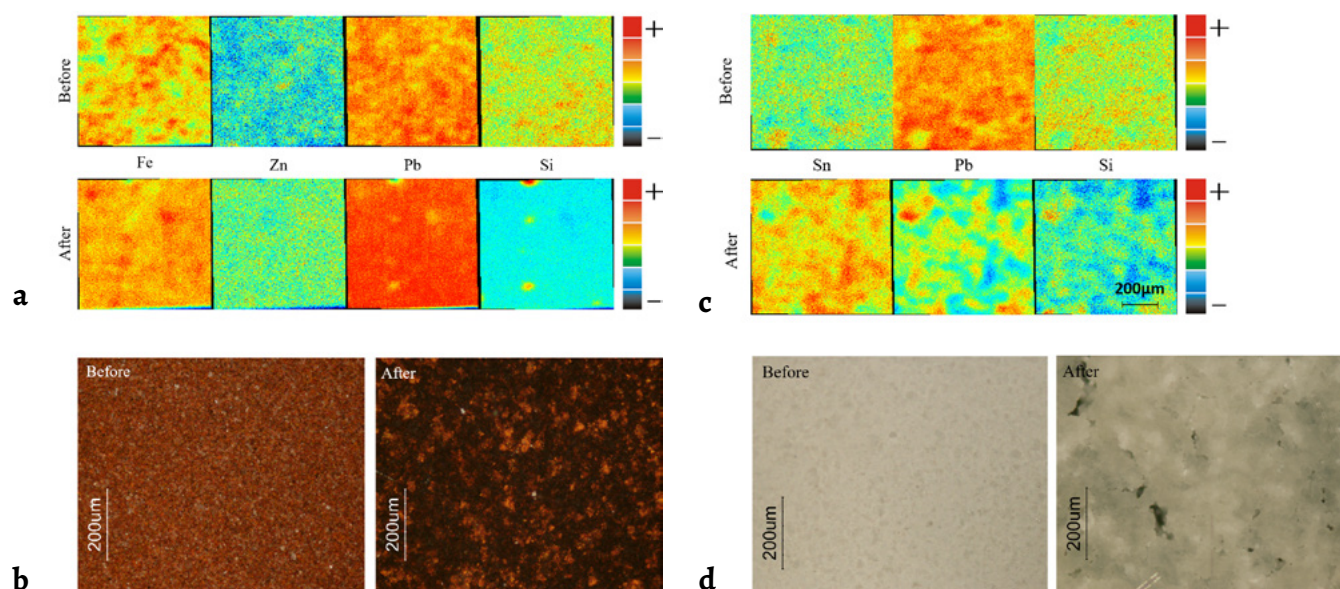 Before
+
−
Fe
Zn
Pb
Si
After
+
−
a
Before
After
200um
200um
b
Before
+
−
Sn
Pb
Si
After
+
200μm
−
c
Before
After
200um
200um
d